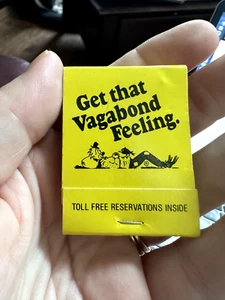 Get that
Vagabond
Feeling.
TOLL FREE RESERVATIONS INSIDE